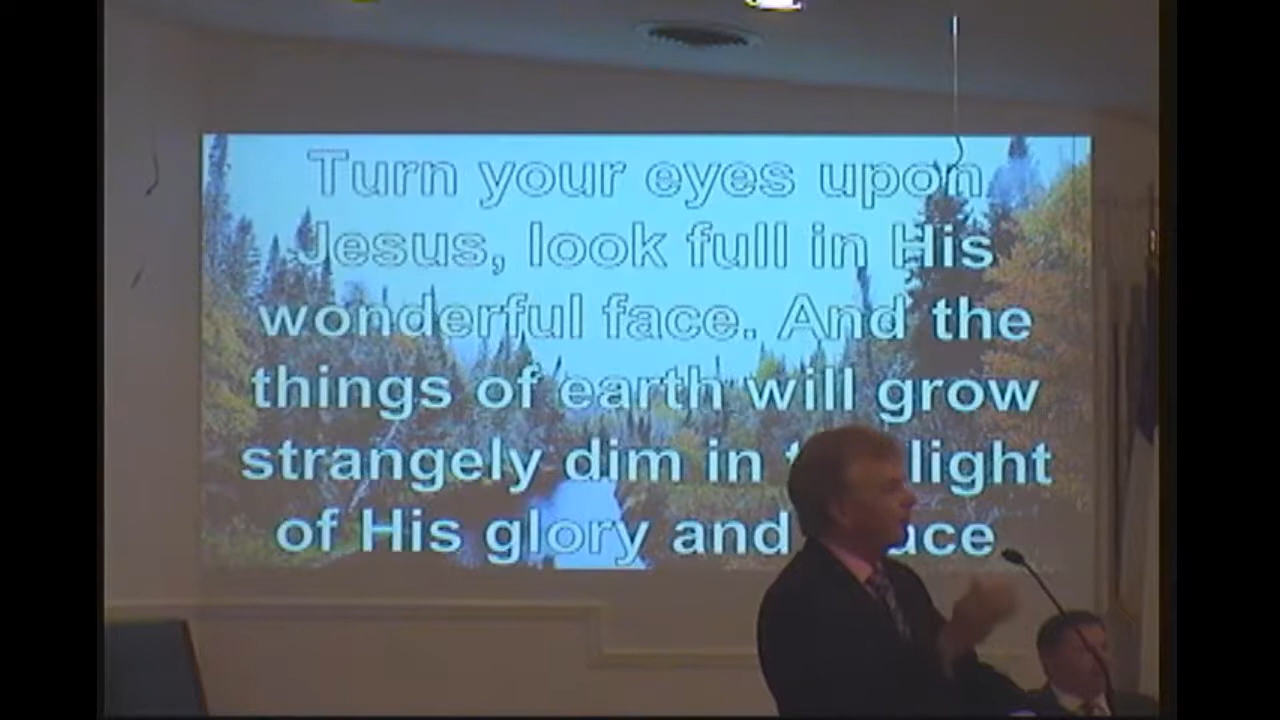 Turn your eyes upon
Jesus, look full in His
wonderful face. And the
things of earth will grow
strangely dim in light
of His glory and